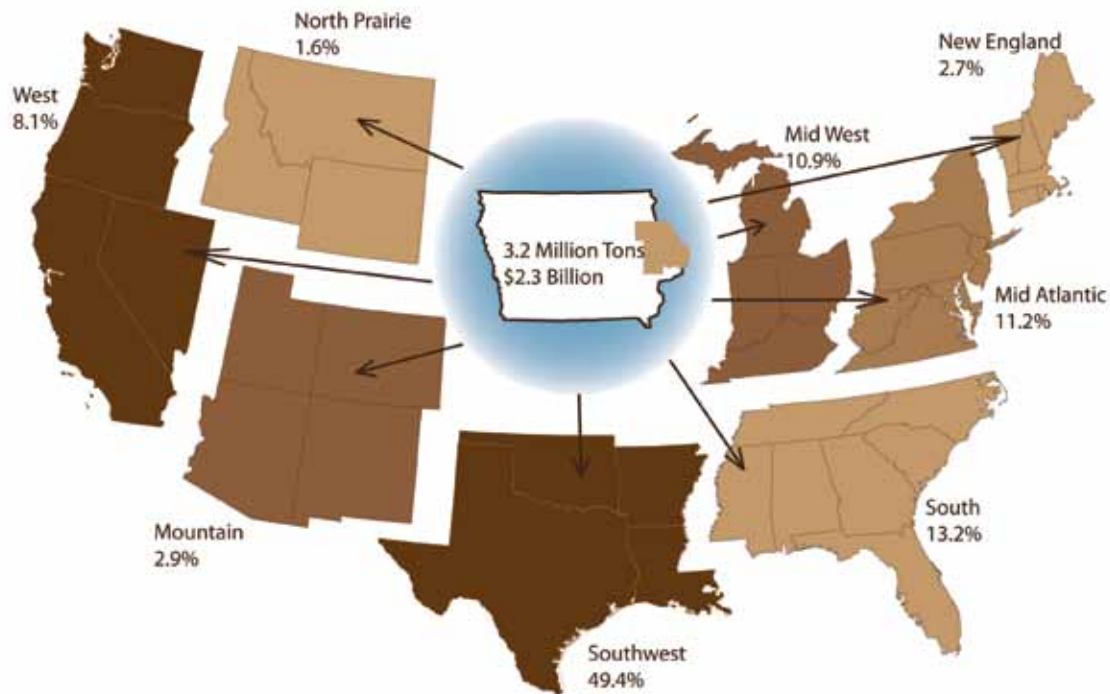 North Prairie
1.6%
New England
2.7%
West
8.1%
Mid West
10.9%
3.2 Million Tons
$2.3 Billion
Mid Atlantic
11.2%
South
13.2%
Mountain
2.9%
Southwest
49.4%